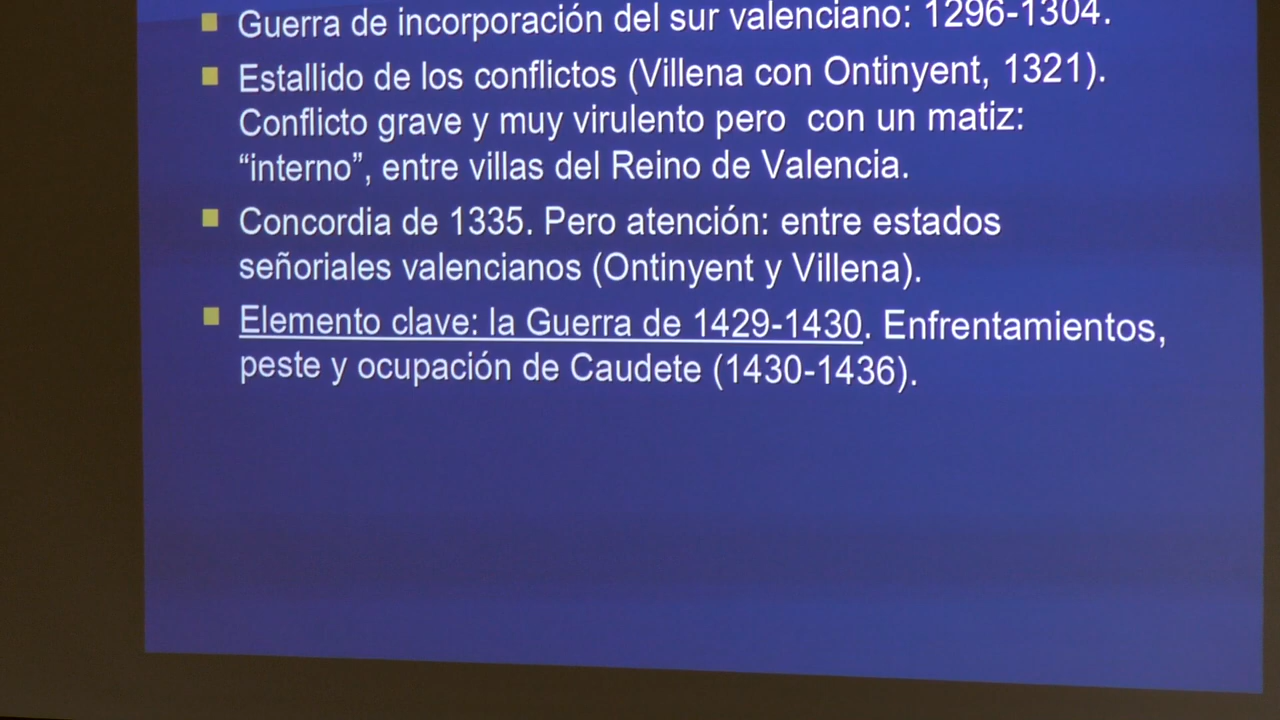 Guerra de incorporación del sur valenciano: 1296-1304.
Estallido de los conflictos (Villena con Ontinyent, 1321).
Conflicto grave y muy virulento pero con un matiz:
“interno”, entre villas del Reino de Valencia.
Concordia de 1335. Pero atención: entre estados
señoriales valencianos (Ontinyent y Villena).
Elemento clave: la Guerra de 1429-1430. Enfrentamientos,
peste y ocupación de Caudete (1430-1436).